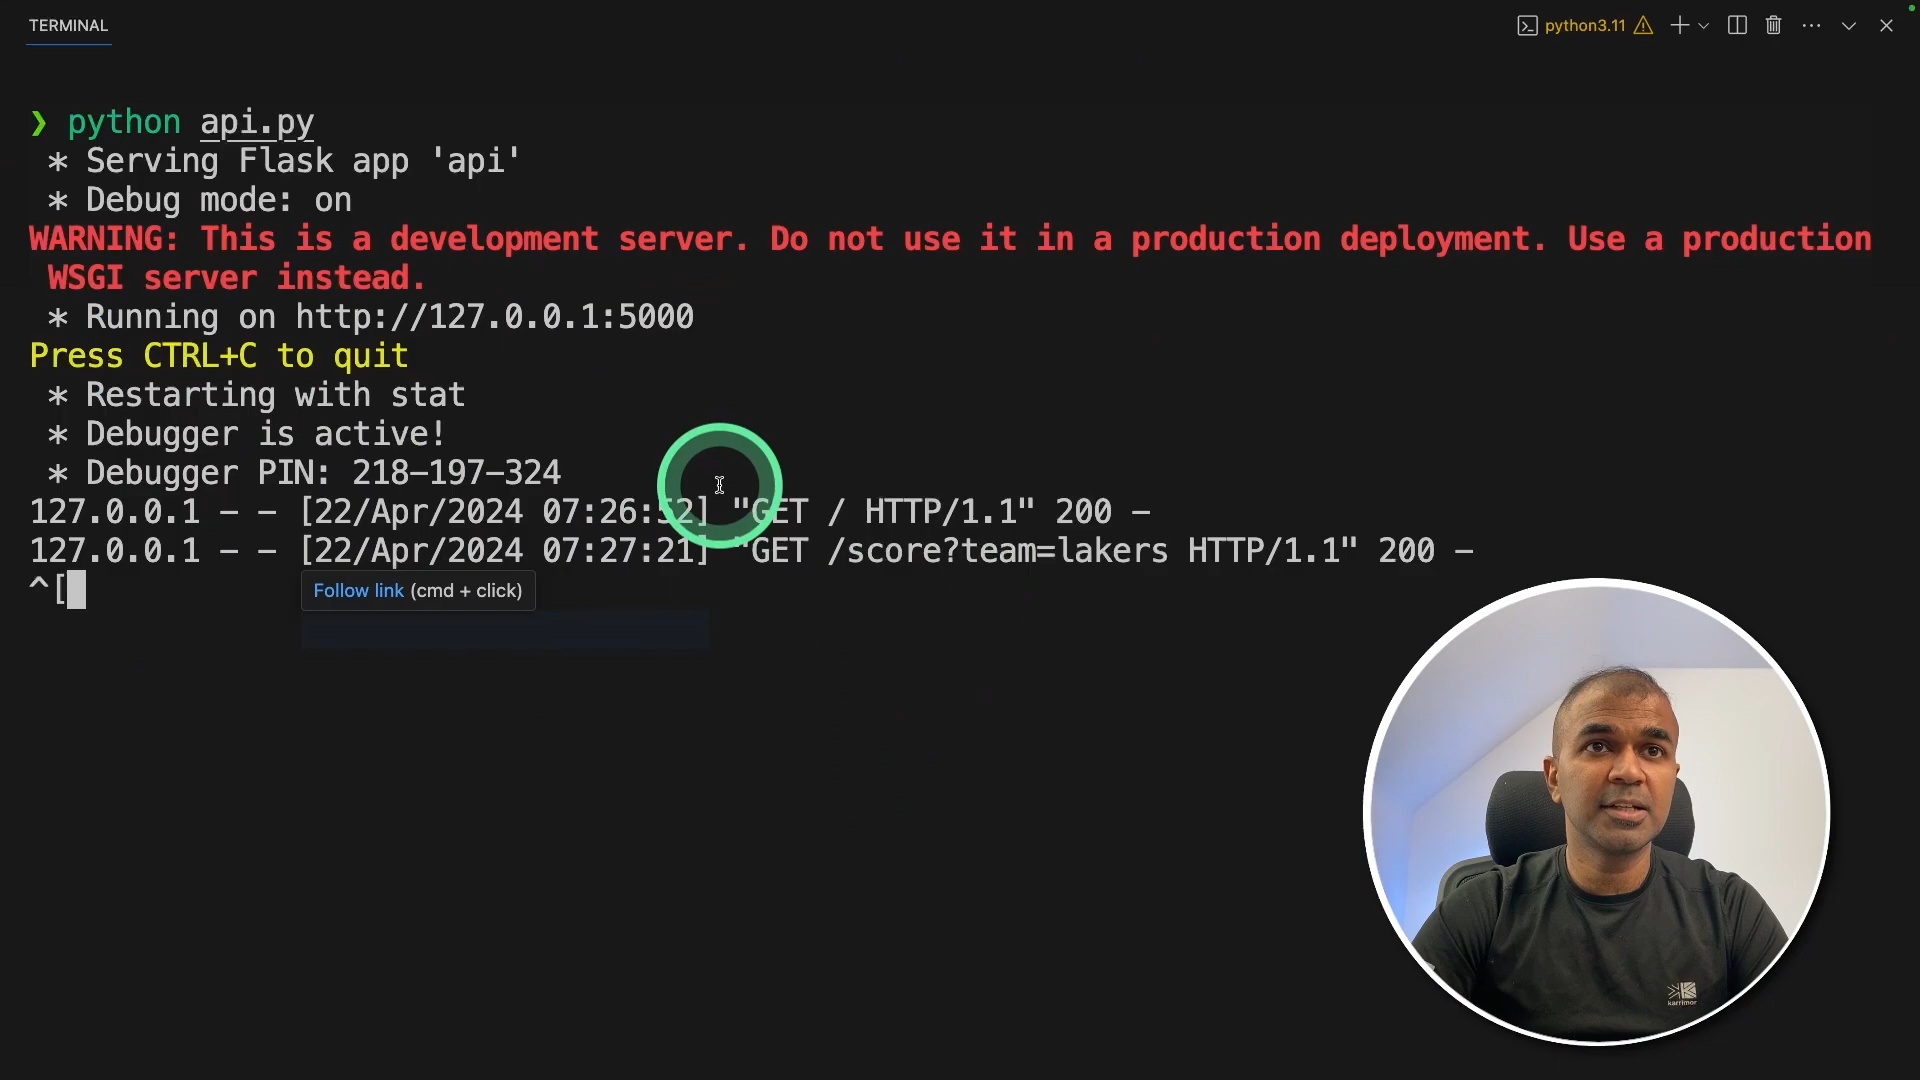 TERMINAL
python3.11
❯ python api.py
* Serving Flask app 'api'
* Debug mode: on
WARNING: This is a development server. Do not use it in a production deployment. Use a production
WSGI server instead.
* Running on http://127.0.0.1:5000
Press CTRL+C to quit
* Restarting with stat
* Debugger is active!
* Debugger PIN: 218-197-324
127.0.0.1 - - [22/Apr/2024 07:26:52] "GET / HTTP/1.1" 200 -
127.0.0.1 - - [22/Apr/2024 07:27:21] "GET /score?team=lakers HTTP/1.1" 200 -
^[
Follow link (cmd + click)
karrimor